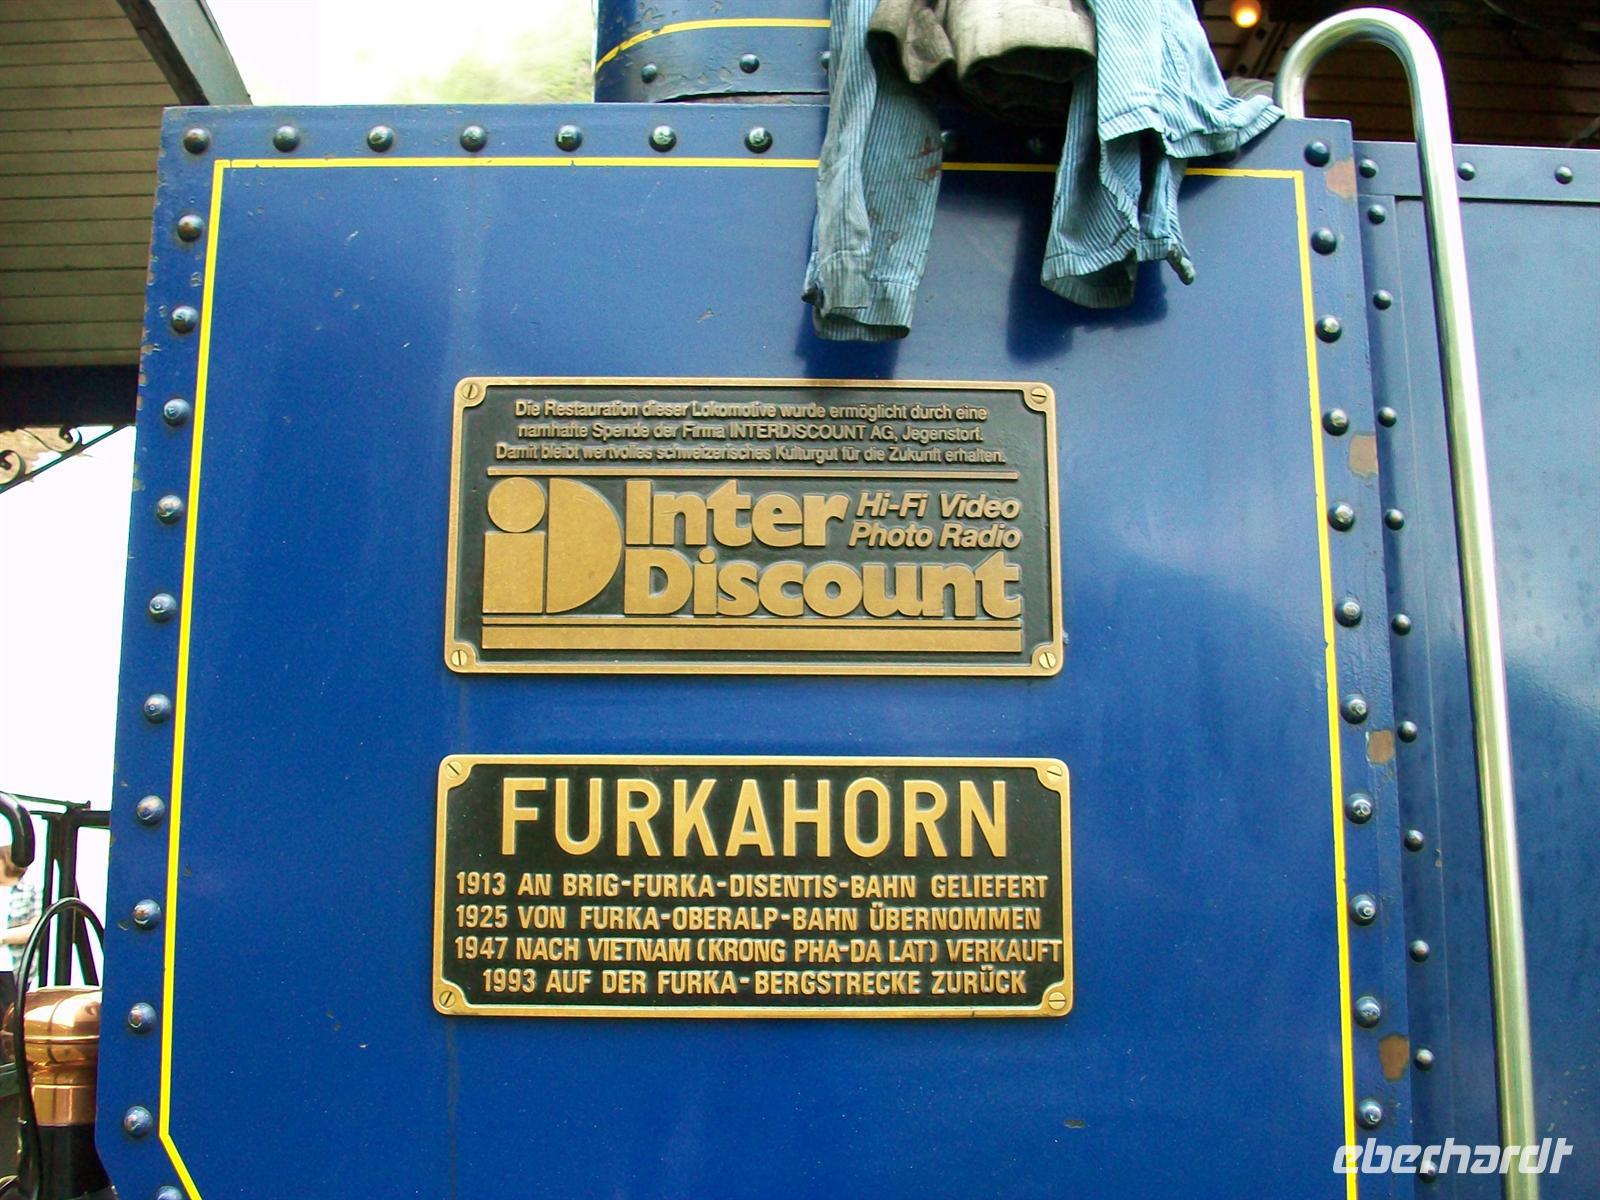 Die Restauration dieser Lokomotive wurde ermöglicht durch eine
namhafte Spende der Firma INTERDISCOUNT AG, Jegenstorf.
Damit bleibt wertvolles schweizerisches Kulturgut für die Zukunft erhalten.
iD Inter Hi-Fi Video
Photo Radio
Discount
FURKAHORN
1913 AN BRIG-FURKA-DISENTIS-BAHN GELIEFERT
1925 VON FURKA-OBERALP-BAHN ÜBERNOMMEN
1947 NACH VIETNAM (KRONG PHA-DA LAT) VERKAUFT
1993 AUF DER FURKA-BERGSTRECKE ZURÜCK
eberhardt